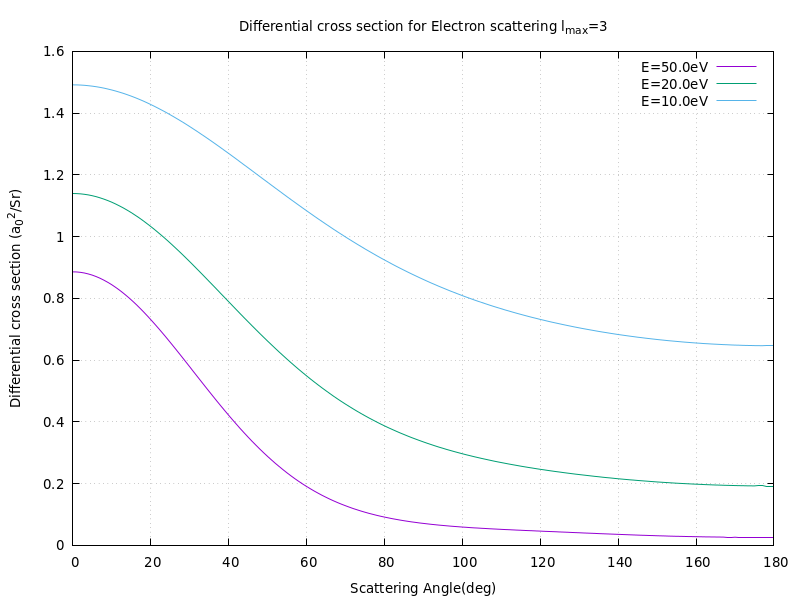 Differential cross section for Electron scattering lmax=3
1.6
1.4
1.2
1
0.8
0.6
0.4
0.2
0
Differential cross section (a0²/Sr)
E=50.0eV
E=20.0eV
E=10.0eV
0 20 40 60 80 100 120 140 160 180
Scattering Angle(deg)